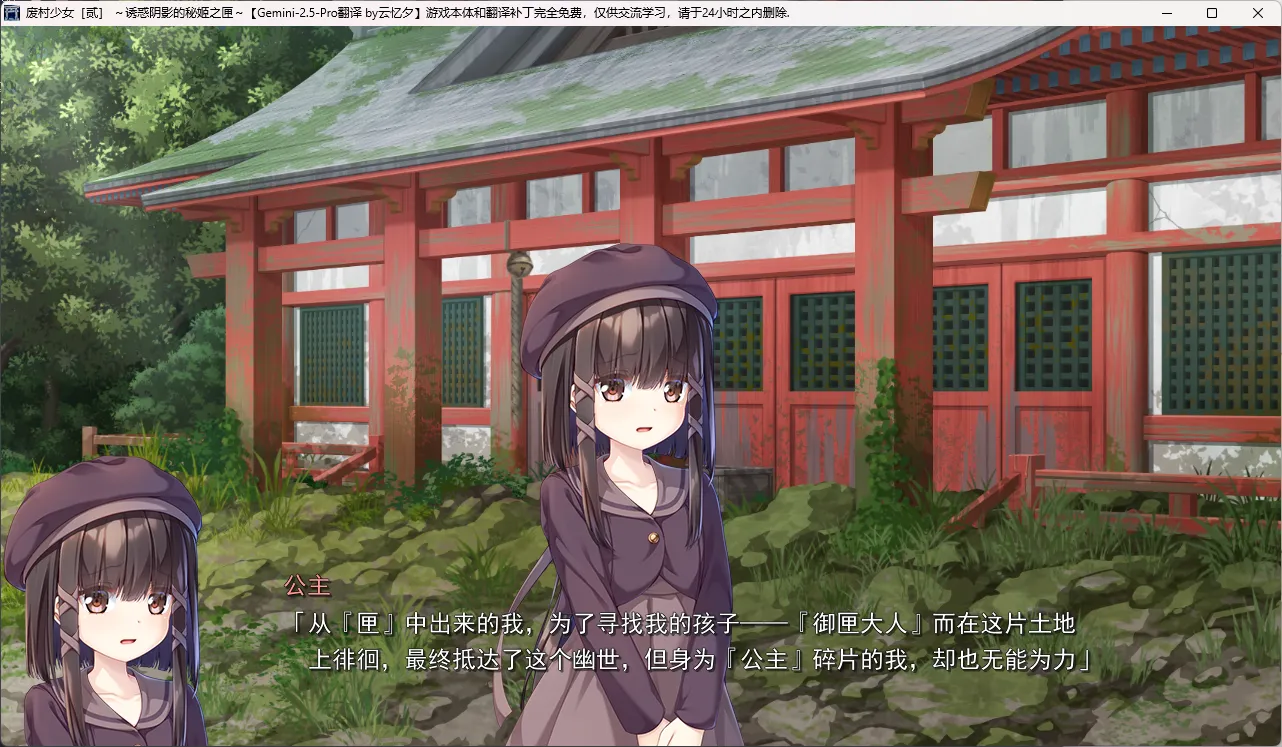 废村少女［贰］　～诱惑阴影的秘姬之匣～【Gemini-2.5-Pro翻译 by云忆夕】游戏本体和翻译补丁完全免费，仅供交流学习，请于24小时之内删除.
公主
「从『匣』中出来的我，为了寻找我的孩子——『御匣大人』而在这片土地
上徘徊，最终抵达了这个幽世，但身为『公主』碎片的我，却也无能为力」